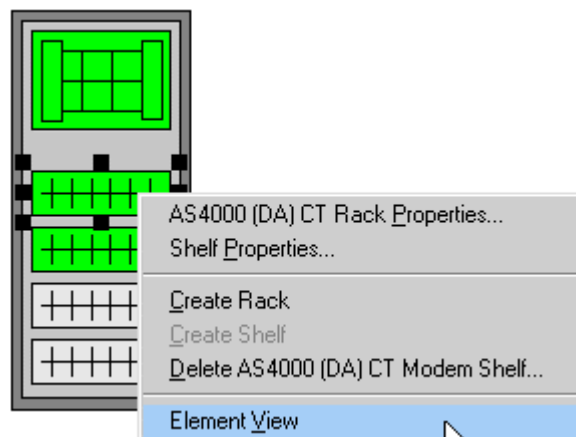 AS4000 (DA) CT Rack Properties...
Shelf Properties...
Create Rack
Create Shelf
Delete AS4000 (DA) CT Modem Shelf...
Element View